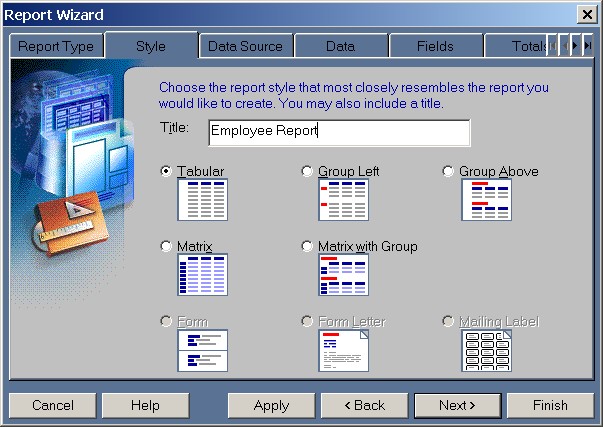 Report Wizard
Report Type Style Data Source Data Fields Totals
Choose the report style that most closely resembles the report you
would like to create. You may also include a title.
Title: Employee Report
Tabular Group Left Group Above
Matrix Matrix with Group
Form Form Letter Mailing Label
Cancel Help Apply < Back Next > Finish